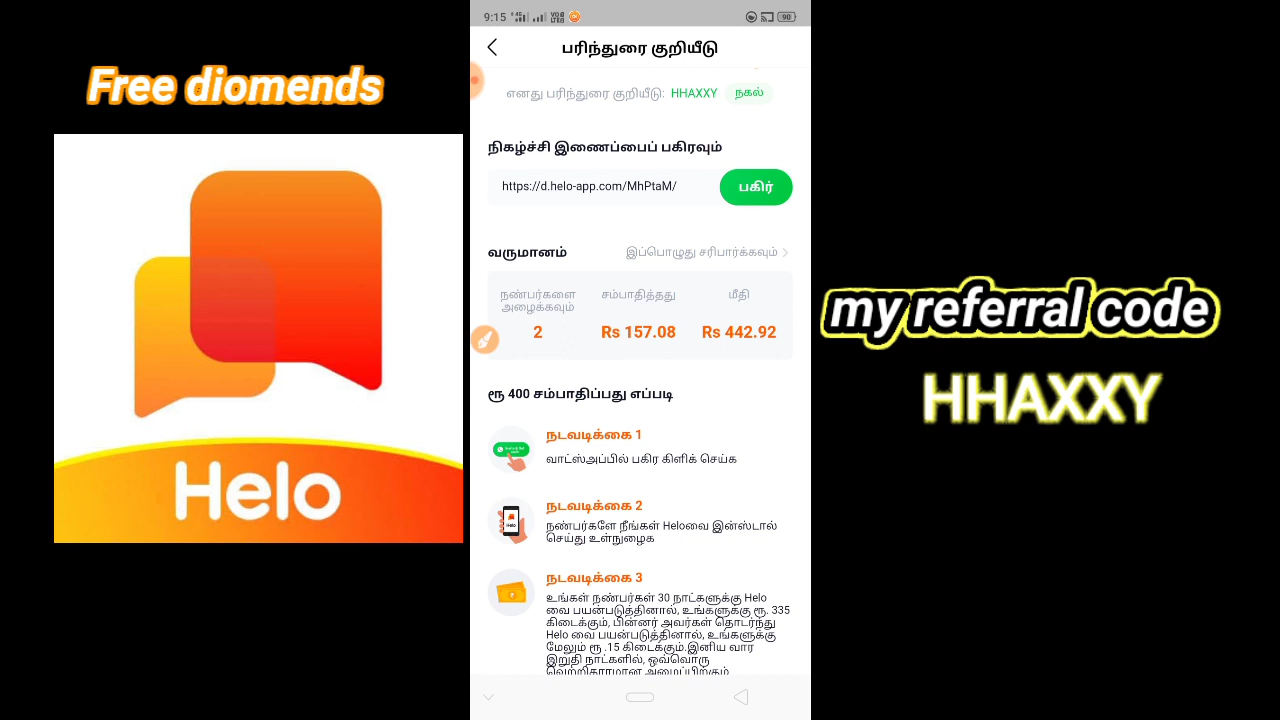 Free diomends
Helo
9:15
90
பரிந்துரை குறியீடு
எனது பரிந்துரை குறியீடு: HHAXXY நகல்
நிகழ்ச்சி இணைப்பைப் பகிரவும்
https://d.helo-app.com/MhPtaM/ பகிர்
வருமானம் இப்பொழுது சரிபார்க்கவும்
நண்பர்களை
அழைக்கவும்
சம்பாதித்தது
மீதி
2 Rs 157.08 Rs 442.92
ரூ 400 சம்பாதிப்பது எப்படி
நடவடிக்கை 1
வாட்ஸ்அப்பில் பகிர கிளிக் செய்க
நடவடிக்கை 2
Helo
நண்பர்களே நீங்கள் Heloவை இன்ஸ்டால்
செய்து உள்நுழைக
நடவடிக்கை 3
உங்கள் நண்பர்கள் 30 நாட்களுக்கு Helo
வை பயன்படுத்தினால், உங்களுக்கு ரூ. 335
கிடைக்கும், பின்னர் அவர்கள் தொடர்ந்து
Helo வை பயன்படுத்தினால், உங்களுக்கு
மேலும் ரூ .15 கிடைக்கும்.இனிய வார
இறுதி நாட்களில், ஒவ்வொரு
வெற்றிகரமான அழைப்பிற்கும்
my referral code
HHAXXY